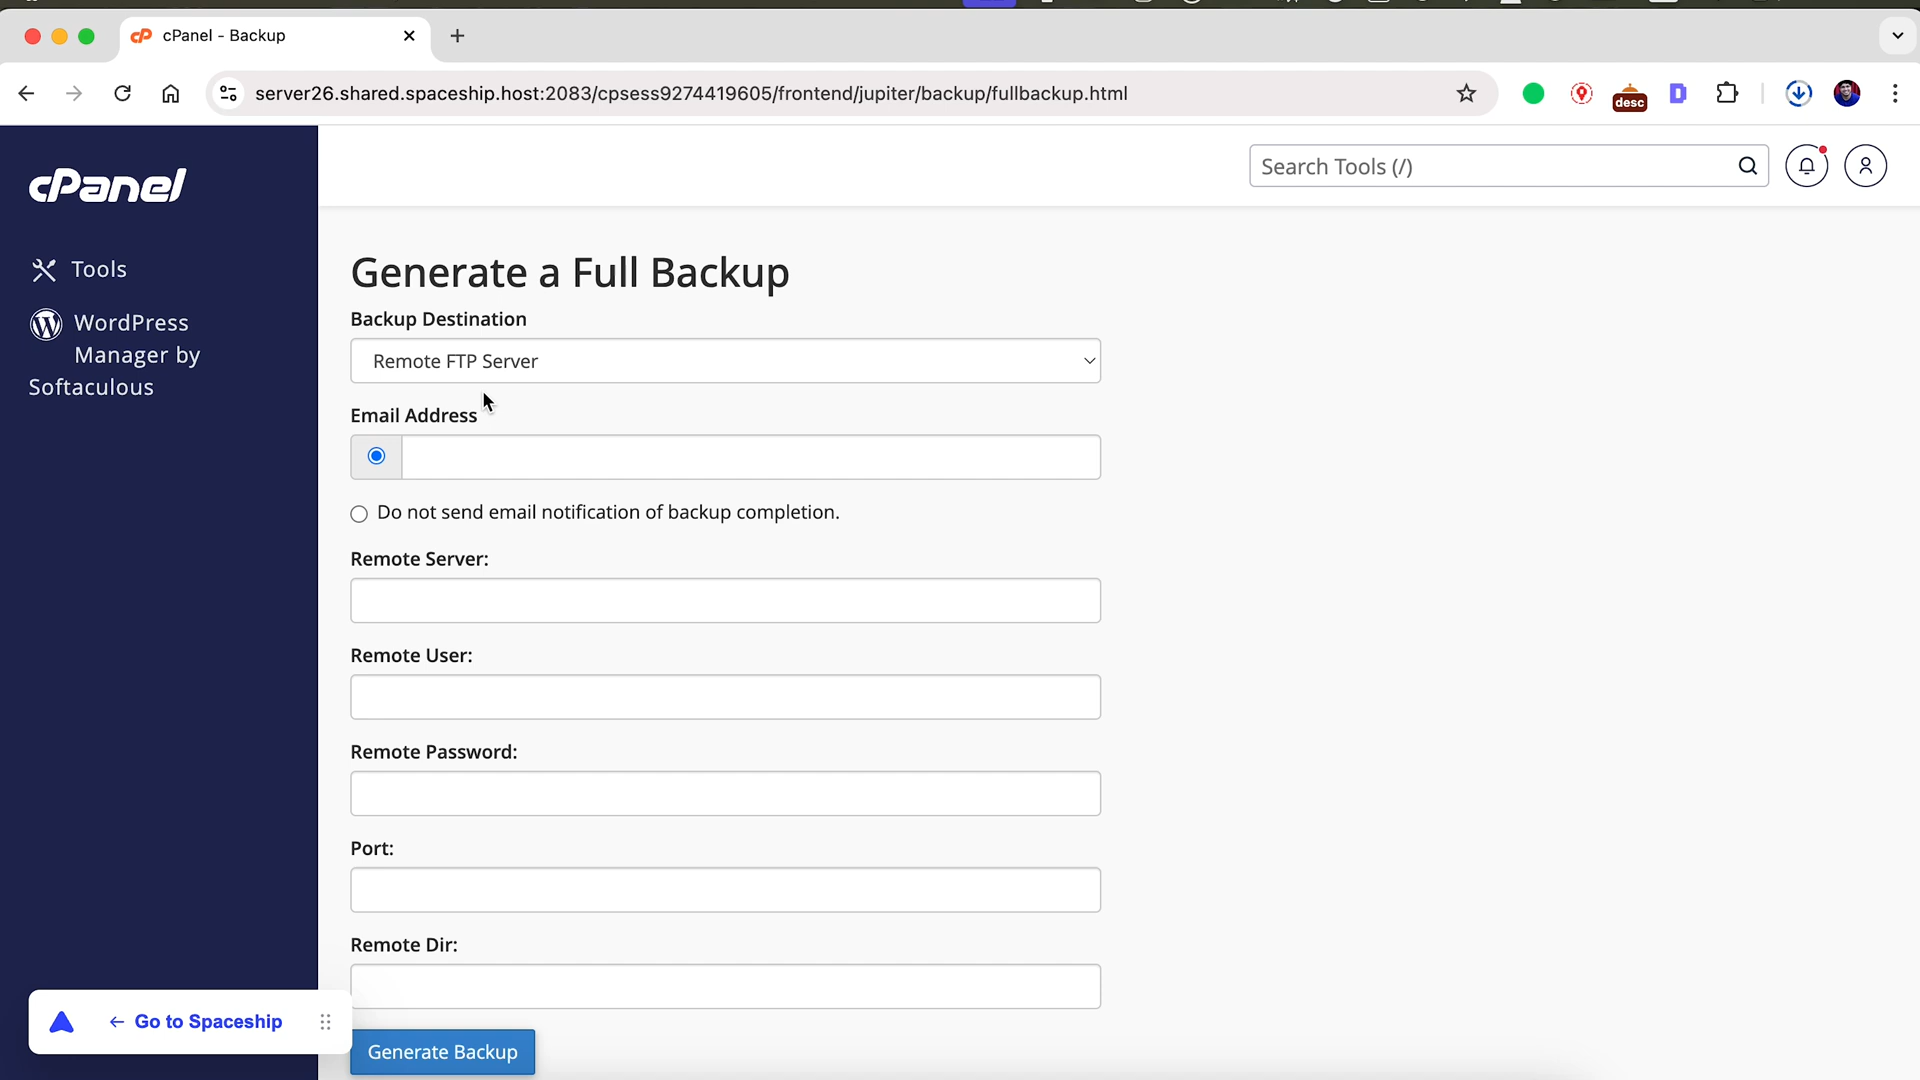 cPanel - Backup
server26.shared.spaceship.host:2083/cpsess9274419605/frontend/jupiter/backup/fullbackup.html
desc
D
cPanel
Search Tools (/)
Tools
WordPress
Manager by
Softaculous
Generate a Full Backup
Backup Destination
Remote FTP Server
Email Address
Do not send email notification of backup completion.
Remote Server:
Remote User:
Remote Password:
Port:
Remote Dir:
← Go to Spaceship
Generate Backup